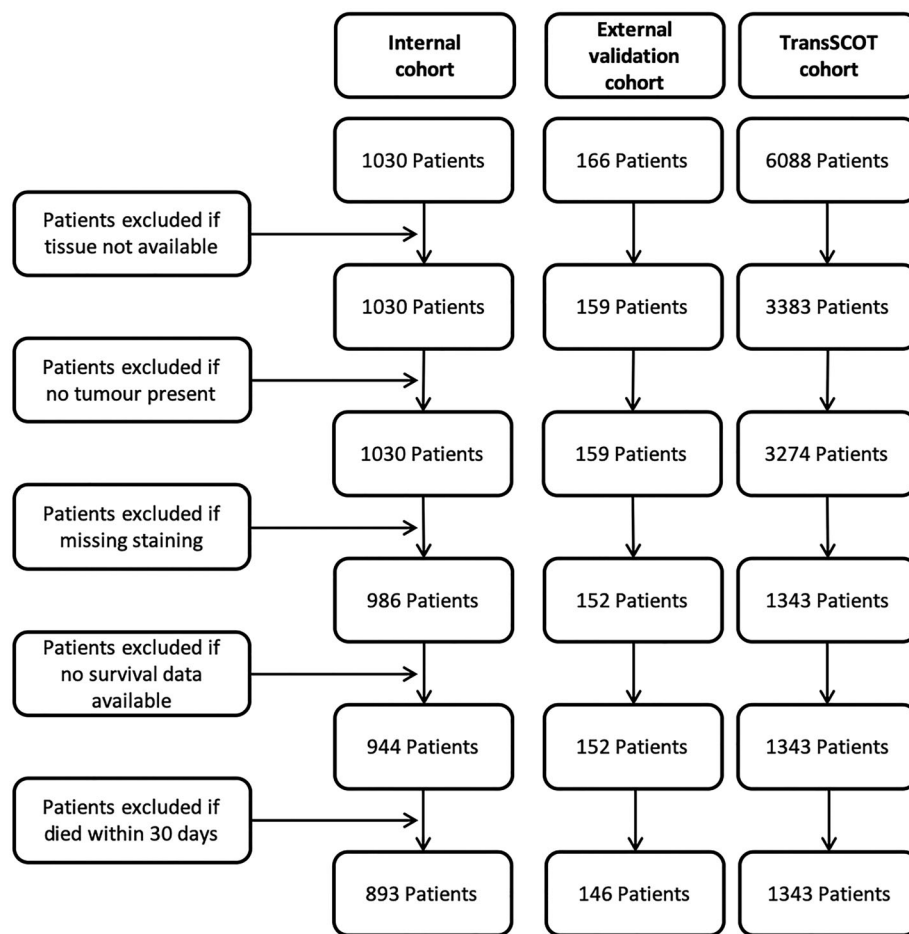 Internal
cohort
External
validation
cohort
TransSCOT
cohort
1030 Patients
166 Patients
6088 Patients
Patients excluded if
tissue not available
1030 Patients
159 Patients
3383 Patients
Patients excluded if
no tumour present
1030 Patients
159 Patients
3274 Patients
Patients excluded if
missing staining
986 Patients
152 Patients
1343 Patients
Patients excluded if
no survival data
available
944 Patients
152 Patients
1343 Patients
Patients excluded if
died within 30 days
893 Patients
146 Patients
1343 Patients